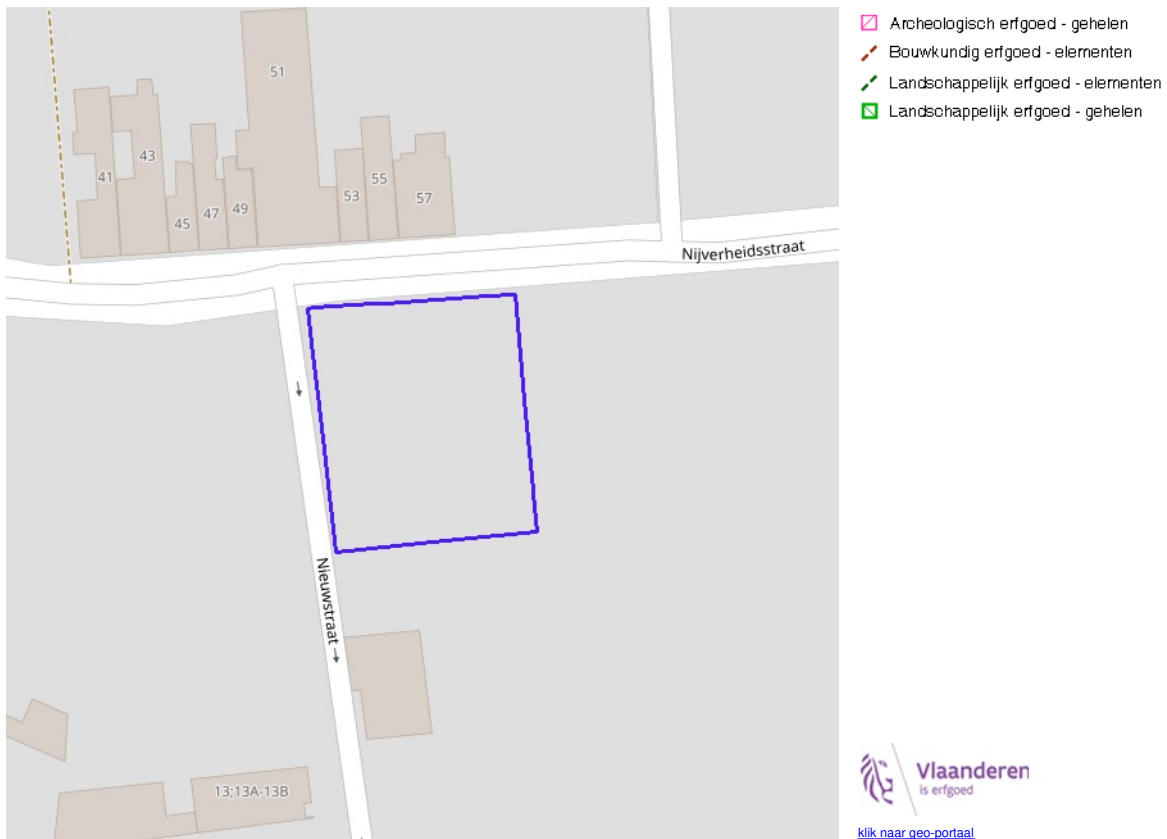 51
43
41
45
47
49
53
55
57
Nijverheidsstraat
Nieuwstraat
13;13A-13B
Archeologisch erfgoed - gehelen
Bouwkundig erfgoed - elementen
Landschappelijk erfgoed - elementen
Landschappelijk erfgoed - gehelen
Vlaanderen
is erfgoed
klik naar geo-portaal